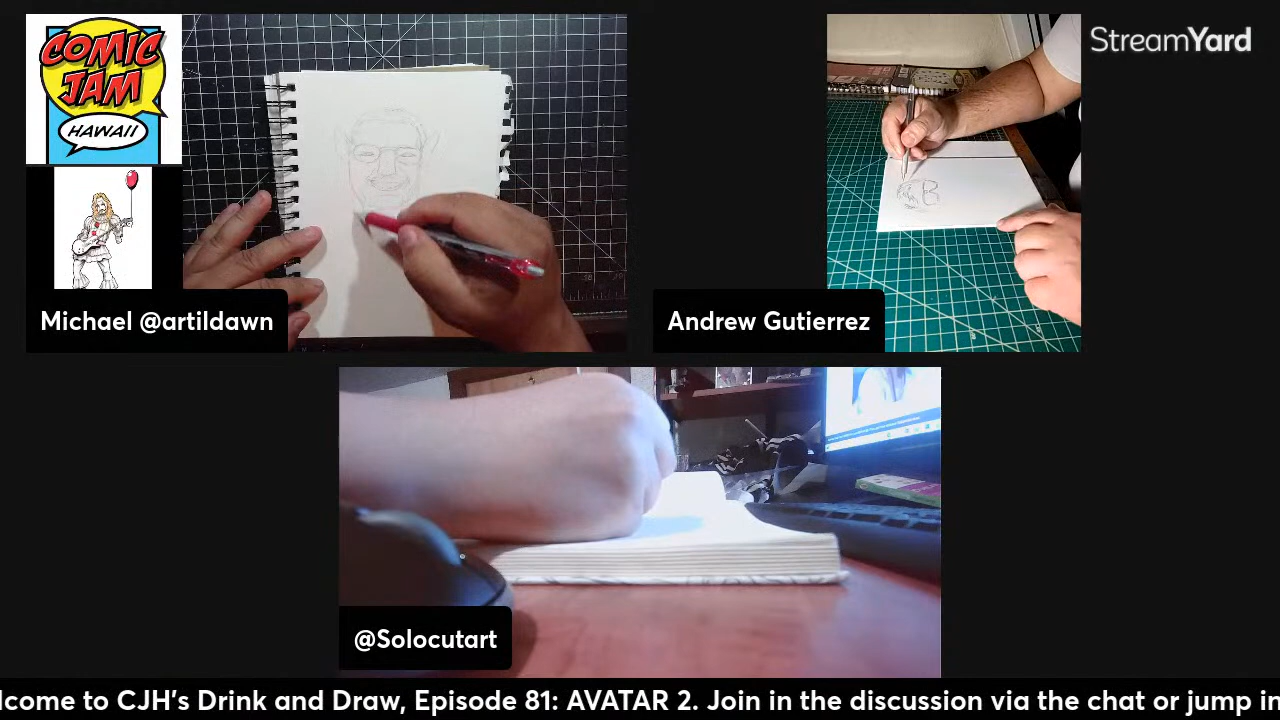 COMIC
JAM
HAWAII
StreamYard
Michael @artildawn
Andrew Gutierrez
@Solocutart
lcome to CJH's Drink and Draw, Episode 81: AVATAR 2. Join in the discussion via the chat or jump in